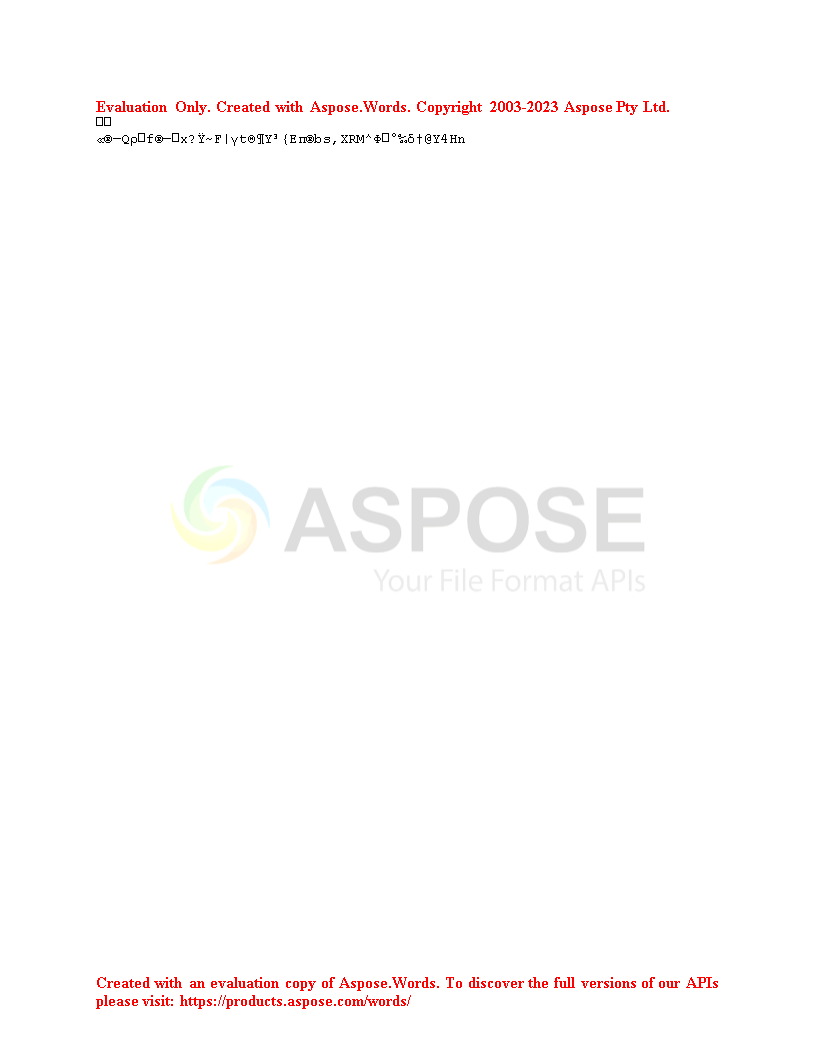 Evaluation Only. Created with Aspose.Words. Copyright 2003-2023 Aspose Pty Ltd.
«®—Qρ□f®—□x?Ÿ~F|γt®¶Y³{Eπ®bs,XRM^Φ□°‰δ†@Y4Hn
ASPOSE
Your File Format APIs
Created with an evaluation copy of Aspose.Words. To discover the full versions of our APIs
please visit: https://products.aspose.com/words/